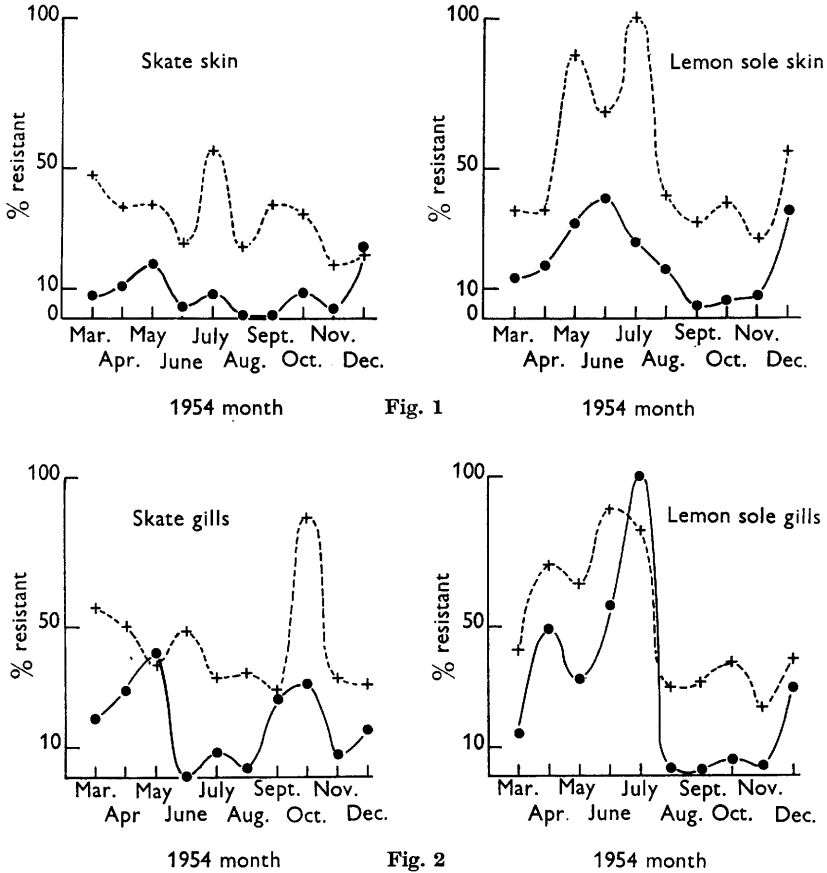 100
Skate skin
50
% resistant
10
0
Mar. May July Sept. Nov.
Apr. June Aug. Oct. Dec.
1954 month
100
Lemon sole skin
50
% resistant
10
0
Mar. May July Sept. Nov.
Apr. June Aug. Oct. Dec.
1954 month
Fig. 1
100
Skate gills
50
% resistant
10
Mar. May July Sept. Nov.
Apr June Aug. Oct. Dec.
1954 month
100
Lemon sole gills
50
% resistant
10
Mar. May July Sept. Nov.
Apr. June Aug. Oct. Dec.
1954 month
Fig. 2